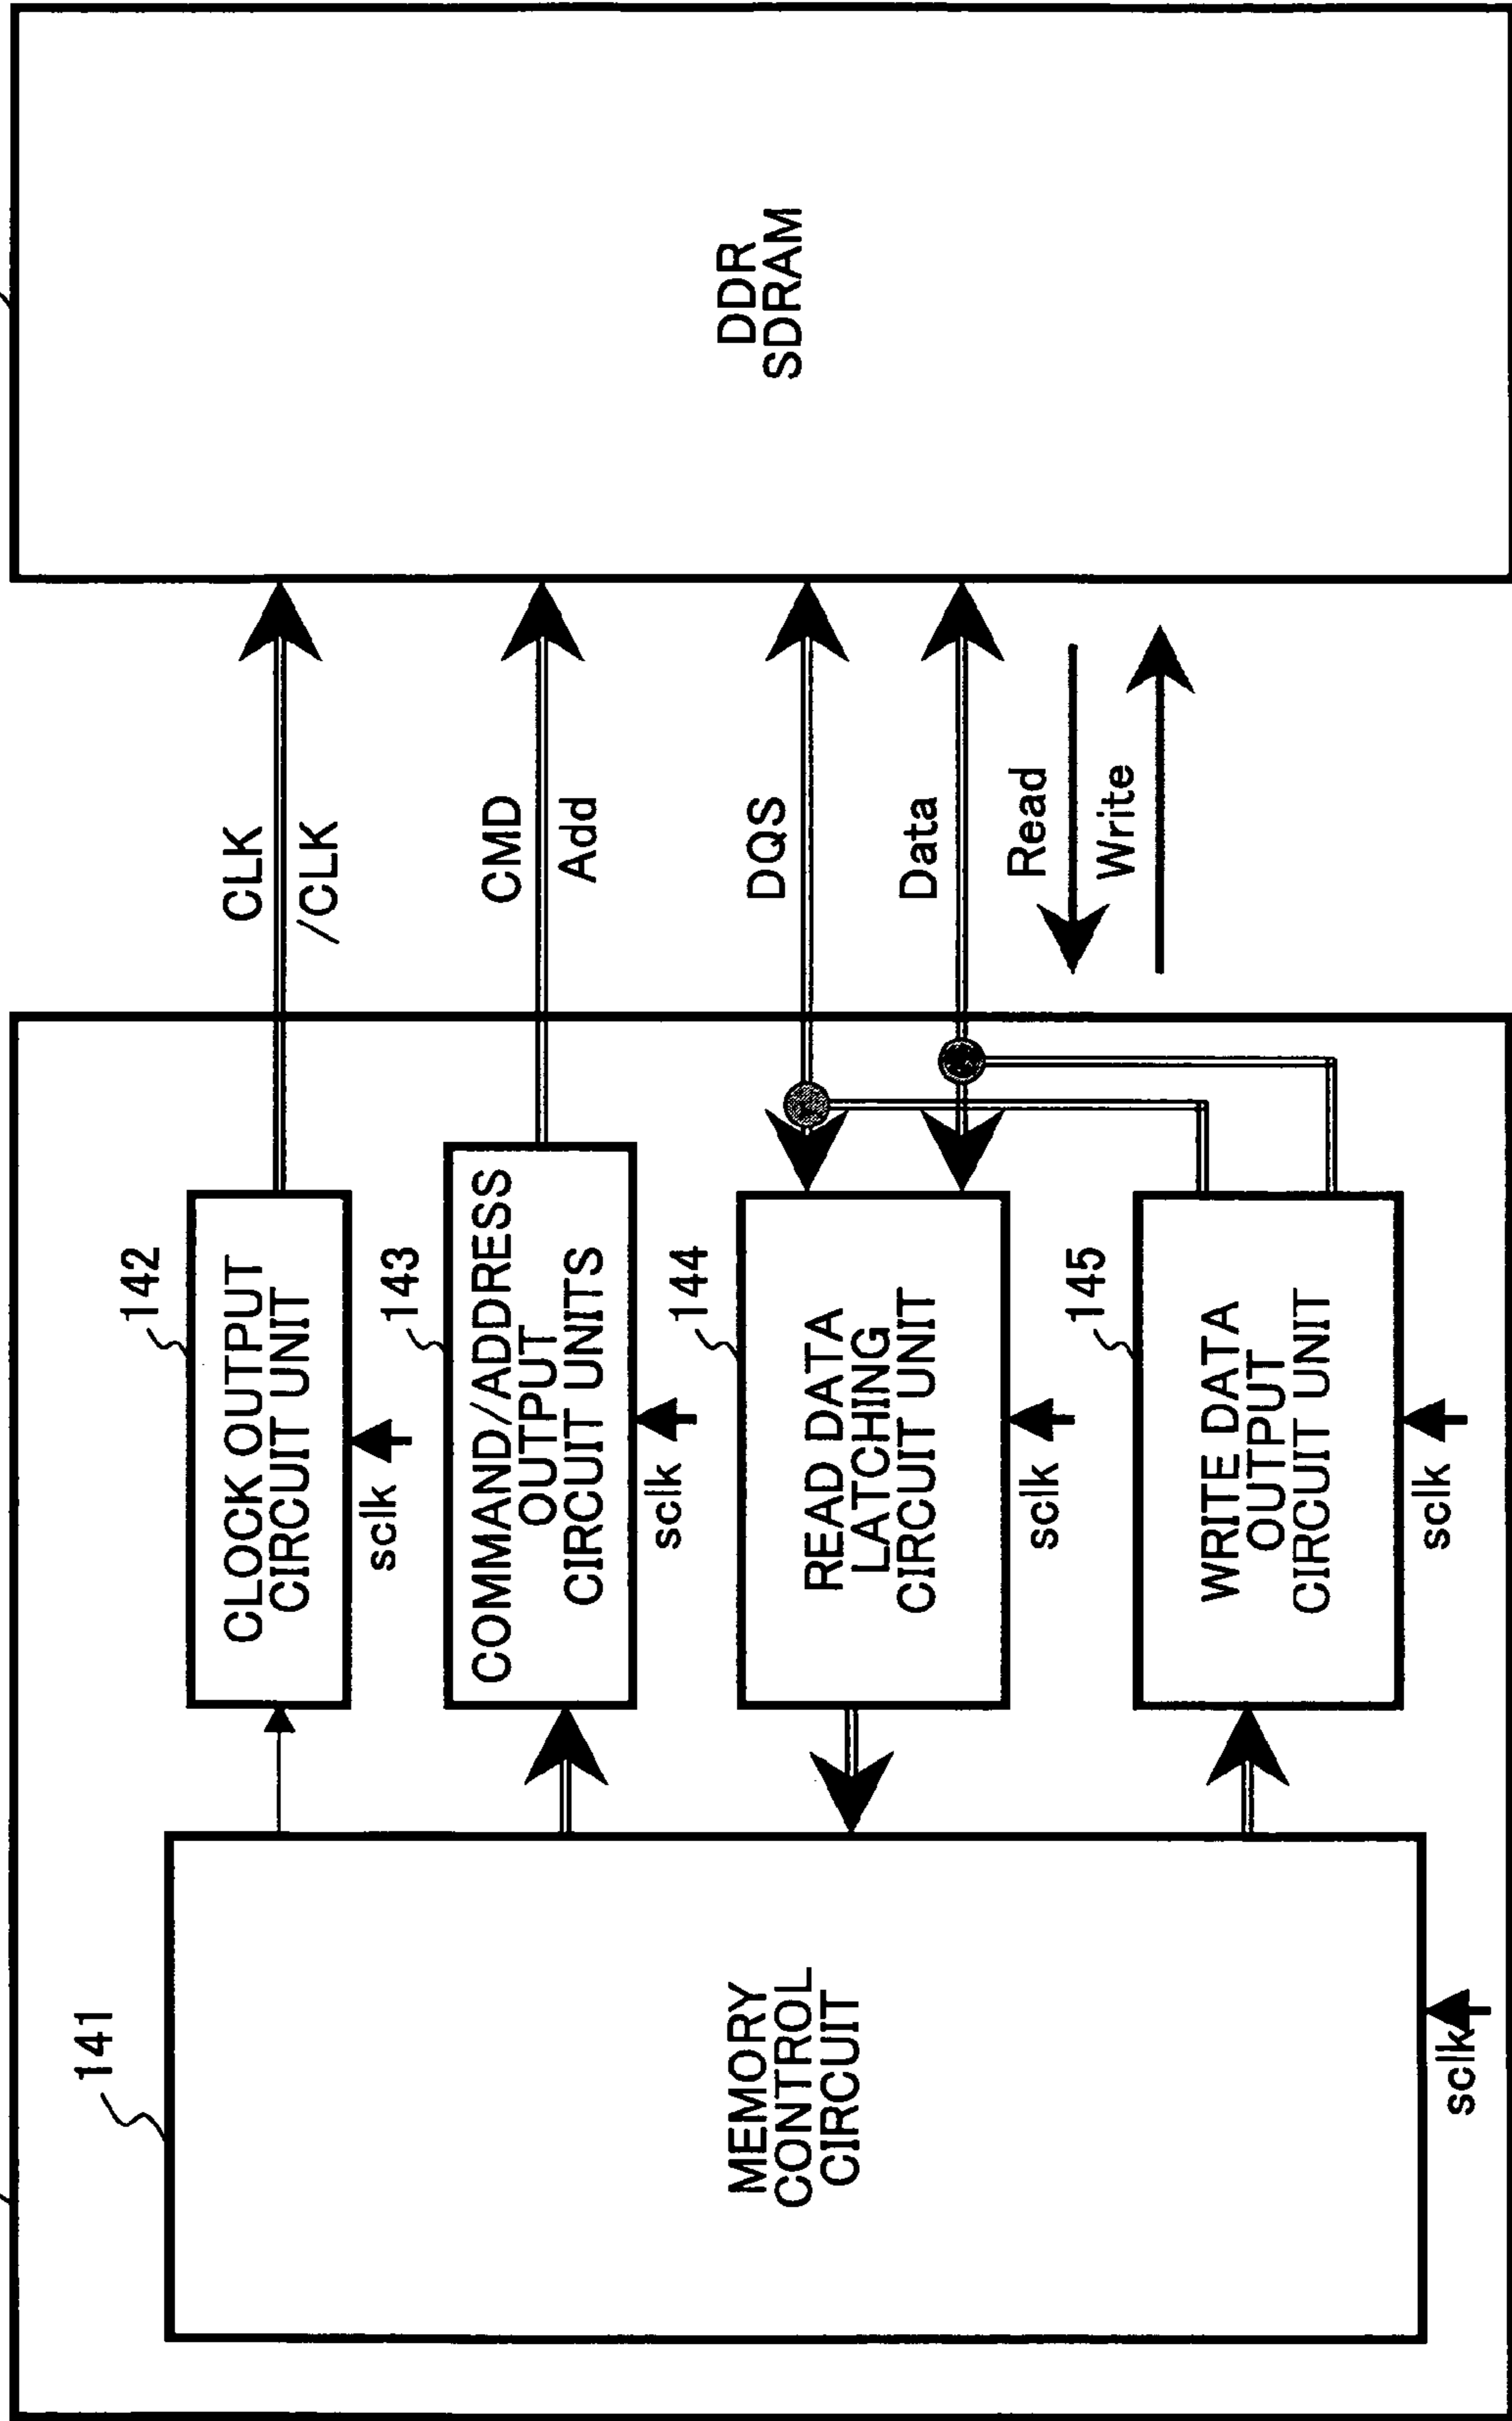 141
MEMORY
CONTROL
CIRCUIT
sclk
142
CLOCK OUTPUT
CIRCUIT UNIT
sclk
143
COMMAND/ADDRESS
OUTPUT
CIRCUIT UNITS
sclk
144
READ DATA
LATCHING
CIRCUIT UNIT
sclk
145
WRITE DATA
OUTPUT
CIRCUIT UNIT
sclk
CLK
/CLK
CMD
Add
DQS
Data
Read
Write
DDR
SDRAM